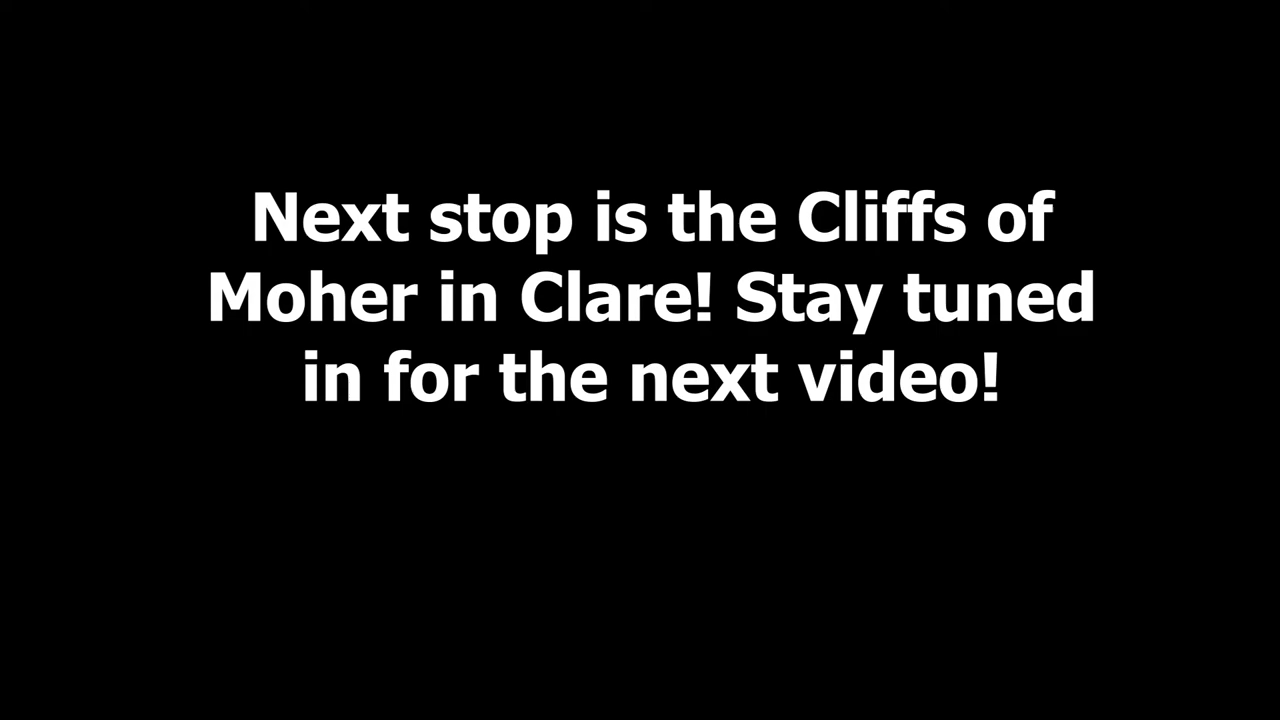 Next stop is the Cliffs of
Moher in Clare! Stay tuned
in for the next video!